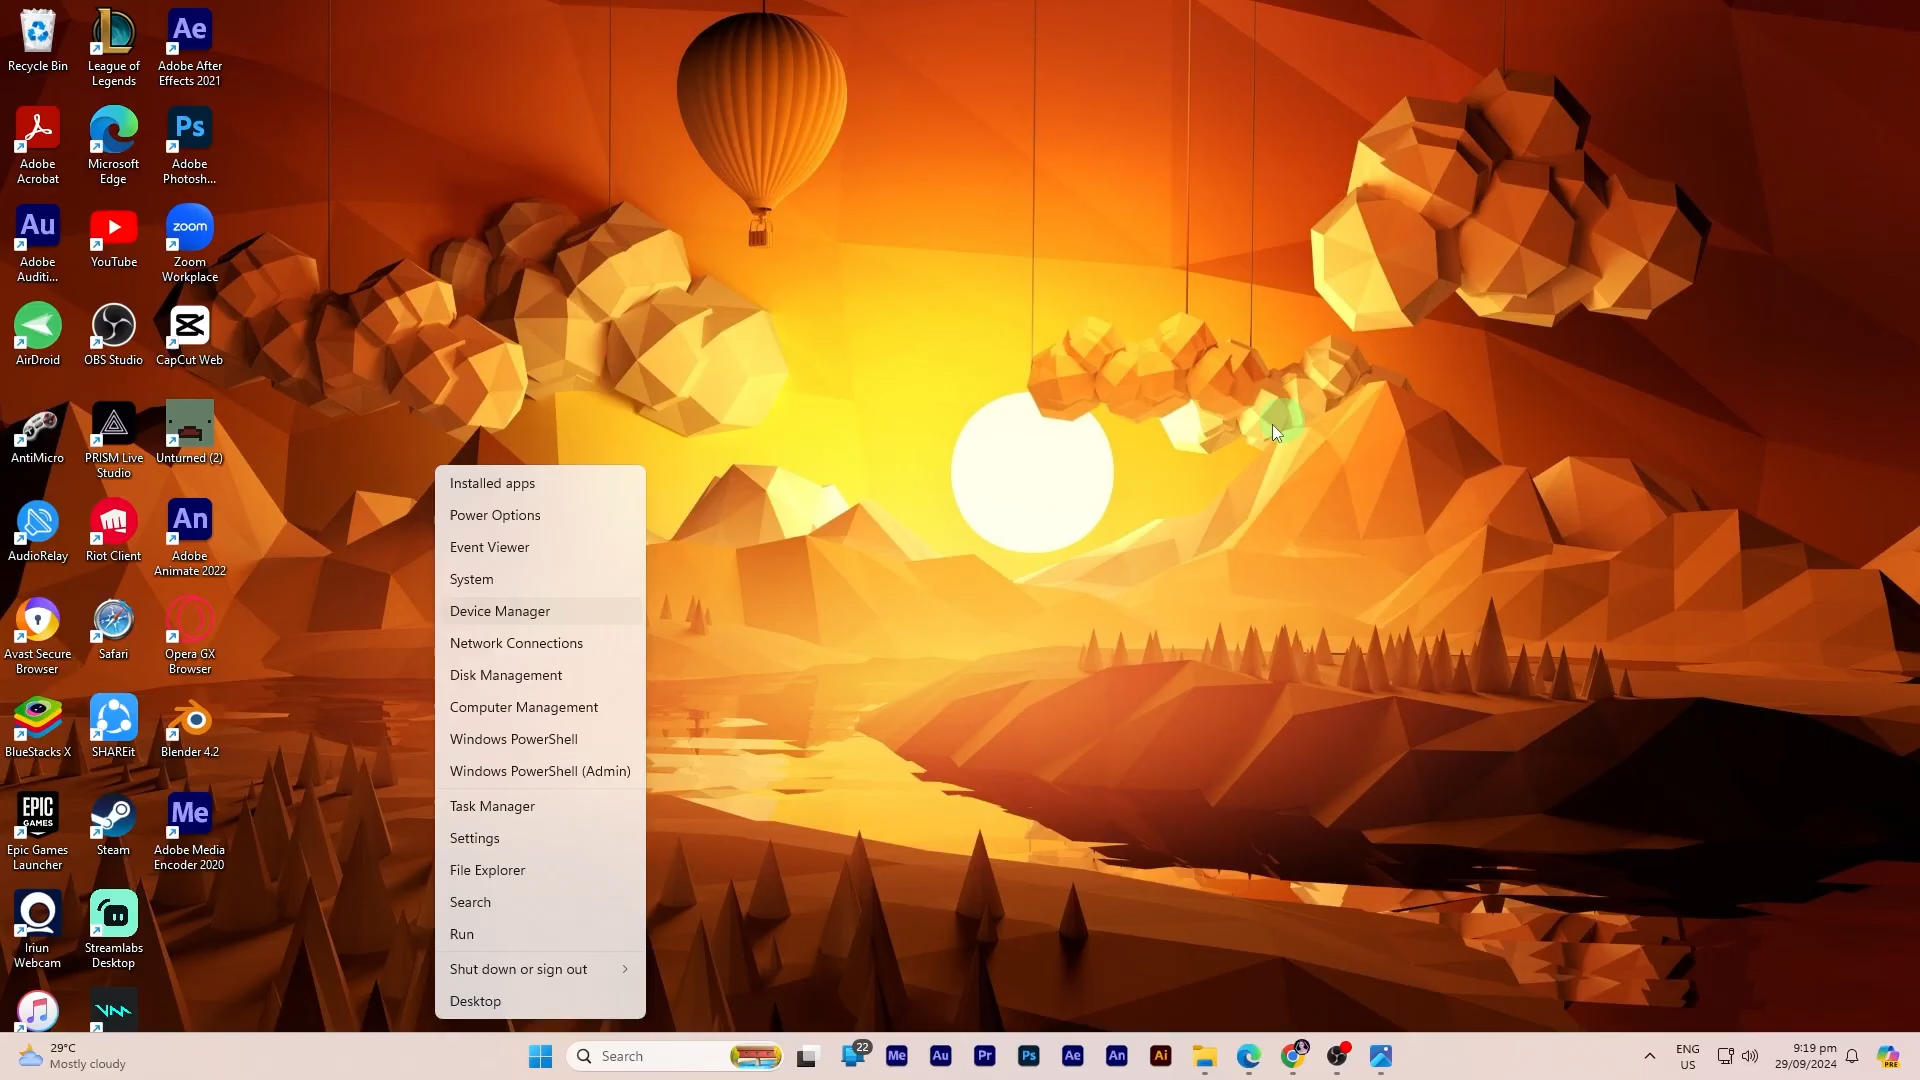 Recycle Bin
League of
Legends
Ae
Adobe After
Effects 2021
Adobe
Acrobat
Microsoft
Edge
Ps
Adobe
Photosh...
Au
Adobe
Auditi...
YouTube
zoom
Zoom
Workplace
AirDroid
OBS Studio
CapCut Web
AntiMicro
PRISM Live
Studio
Unturned (2)
AudioRelay
Riot Client
An
Adobe
Animate 2022
Avast Secure
Browser
Safari
Opera GX
Browser
BlueStacks X
SHAREit
Blender 4.2
EPIC
GAMES
Epic Games
Launcher
Steam
Me
Adobe Media
Encoder 2020
Iriun
Webcam
Streamlabs
Desktop
Installed apps
Power Options
Event Viewer
System
Device Manager
Network Connections
Disk Management
Computer Management
Windows PowerShell
Windows PowerShell (Admin)
Task Manager
Settings
File Explorer
Search
Run
Shut down or sign out
Desktop
29°C
Mostly cloudy
Search
22
Me
Au
Pr
Ps
Ae
An
Ai
ENG
US
9:19 pm
29/09/2024
PRE